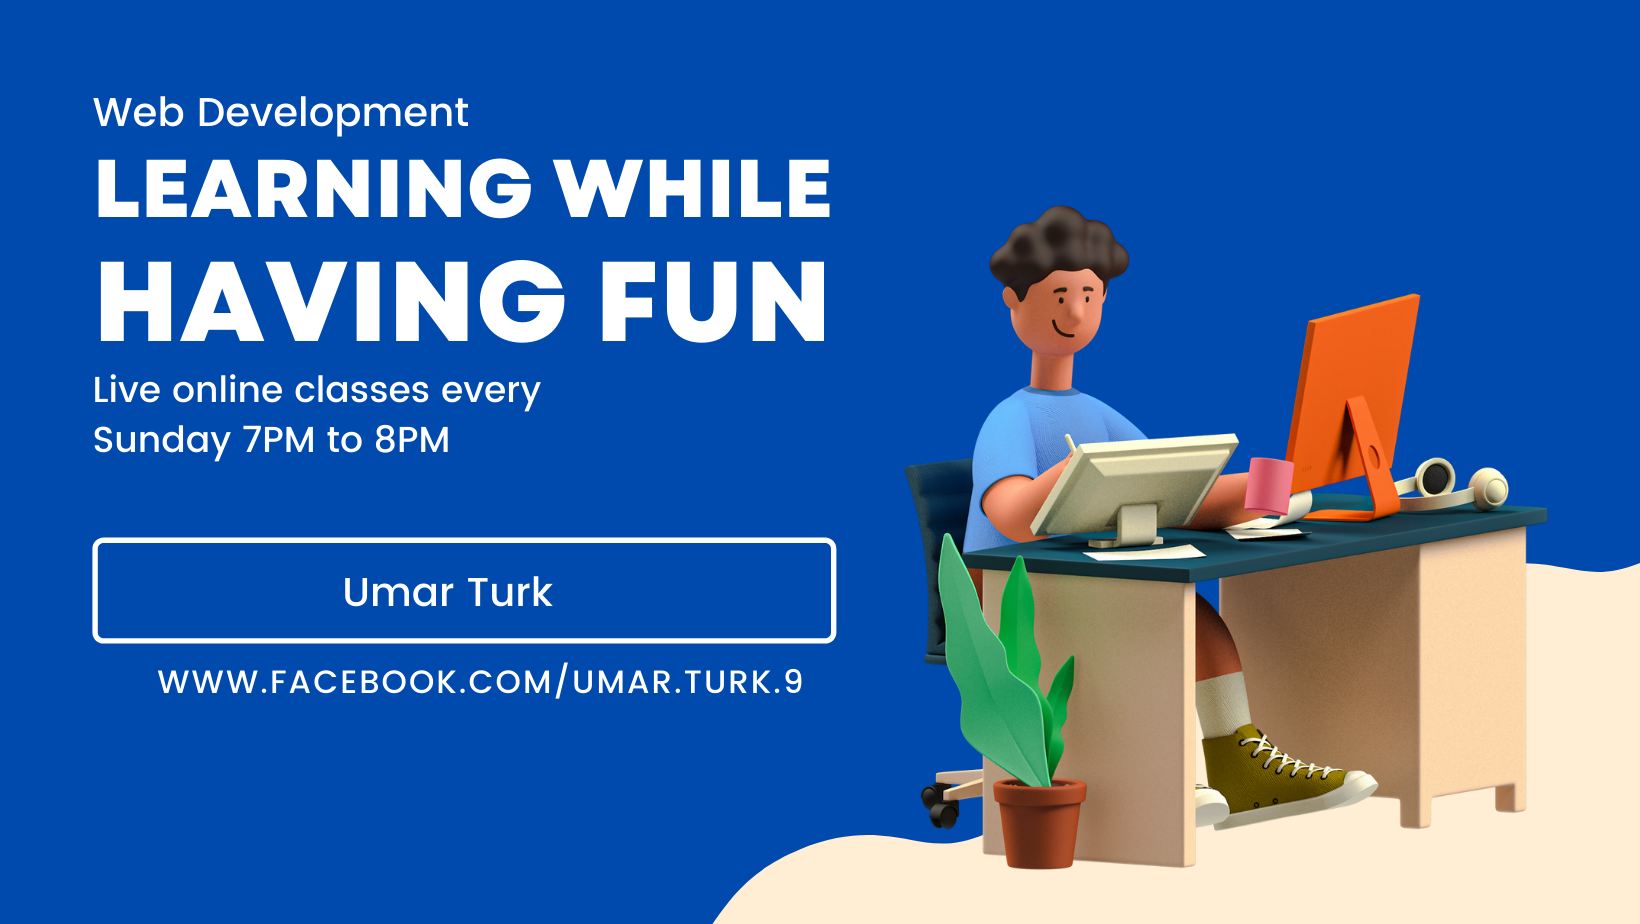 Web Development
LEARNING WHILE
HAVING FUN
Live online classes every
Sunday 7PM to 8PM
Umar Turk
WWW.FACEBOOK.COM/UMAR.TURK.9